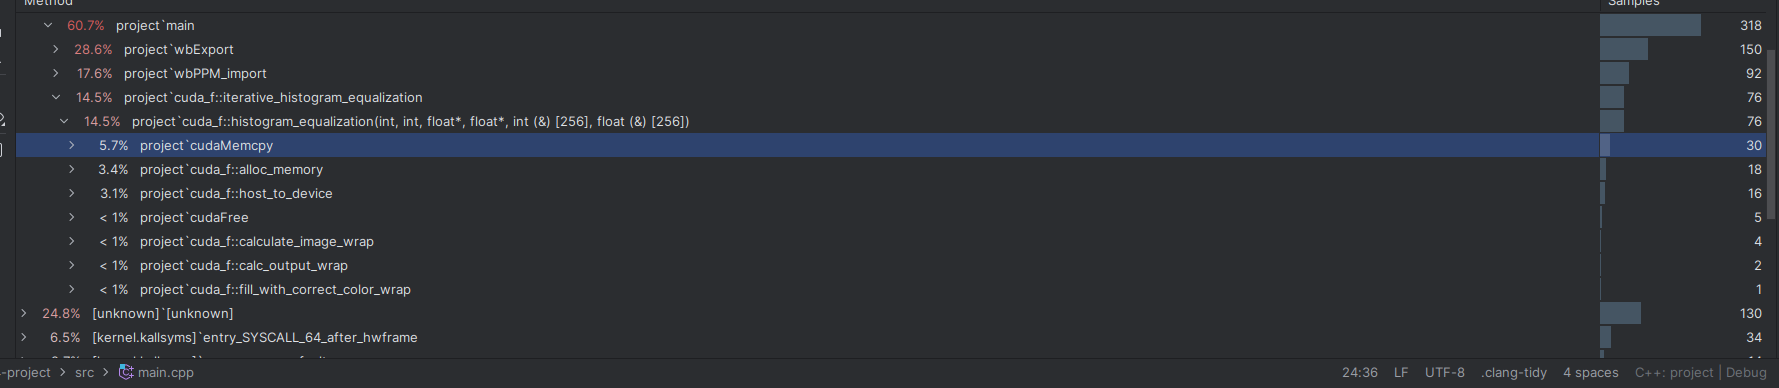 Method Samples
60.7% project`main 318
28.6% project`wbExport 150
17.6% project`wbPPM_import 92
14.5% project`cuda_f::iterative_histogram_equalization 76
14.5% project`cuda_f::histogram_equalization(int, int, float*, float*, int (&) [256], float (&) [256]) 76
5.7% project`cudaMemcpy 30
3.4% project`cuda_f::alloc_memory 18
3.1% project`cuda_f::host_to_device 16
< 1% project`cudaFree 5
< 1% project`cuda_f::calculate_image_wrap 4
< 1% project`cuda_f::calc_output_wrap 2
< 1% project`cuda_f::fill_with_correct_color_wrap 1
24.8% [unknown]`[unknown] 130
6.5% [kernel.kallsyms]`entry_SYSCALL_64_after_hwframe 34
-project > src > main.cpp 24:36 LF UTF-8 .clang-tidy 4 spaces C++: project | Debug